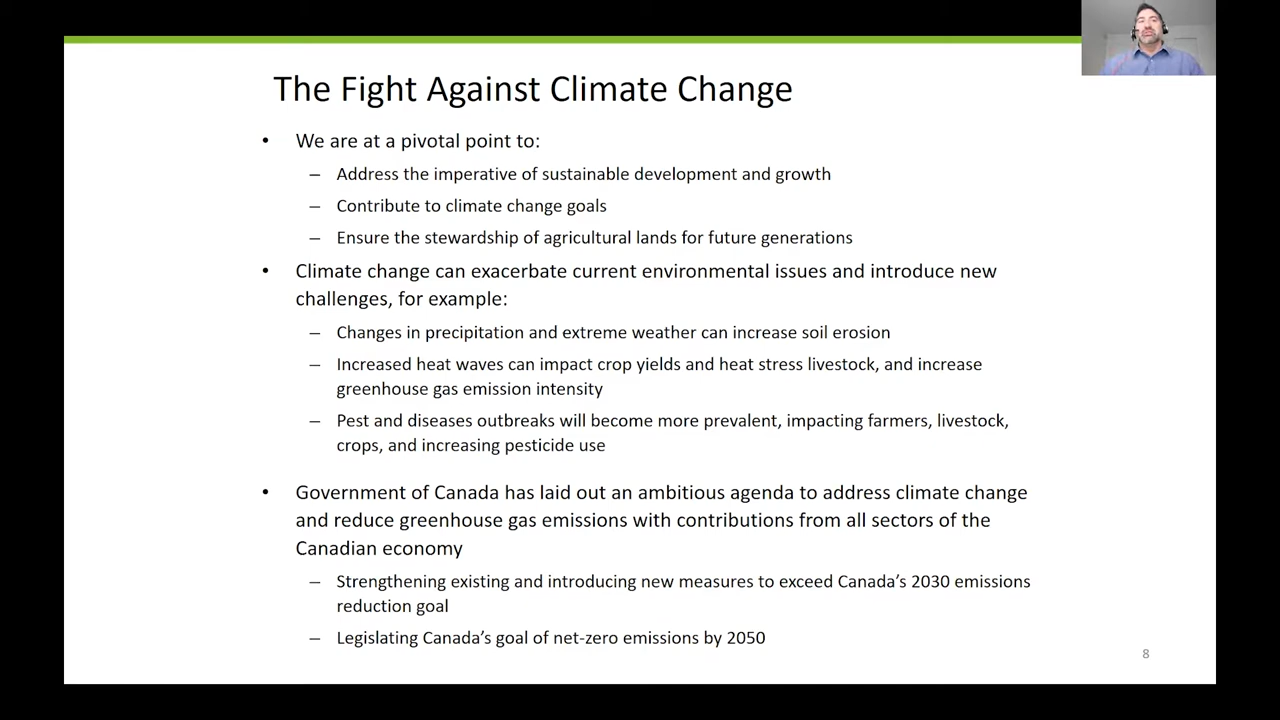 The Fight Against Climate Change
• We are at a pivotal point to:
– Address the imperative of sustainable development and growth
– Contribute to climate change goals
– Ensure the stewardship of agricultural lands for future generations
• Climate change can exacerbate current environmental issues and introduce new
challenges, for example:
– Changes in precipitation and extreme weather can increase soil erosion
– Increased heat waves can impact crop yields and heat stress livestock, and increase
greenhouse gas emission intensity
– Pest and diseases outbreaks will become more prevalent, impacting farmers, livestock,
crops, and increasing pesticide use
• Government of Canada has laid out an ambitious agenda to address climate change
and reduce greenhouse gas emissions with contributions from all sectors of the
Canadian economy
– Strengthening existing and introducing new measures to exceed Canada’s 2030 emissions
reduction goal
– Legislating Canada’s goal of net-zero emissions by 2050
8